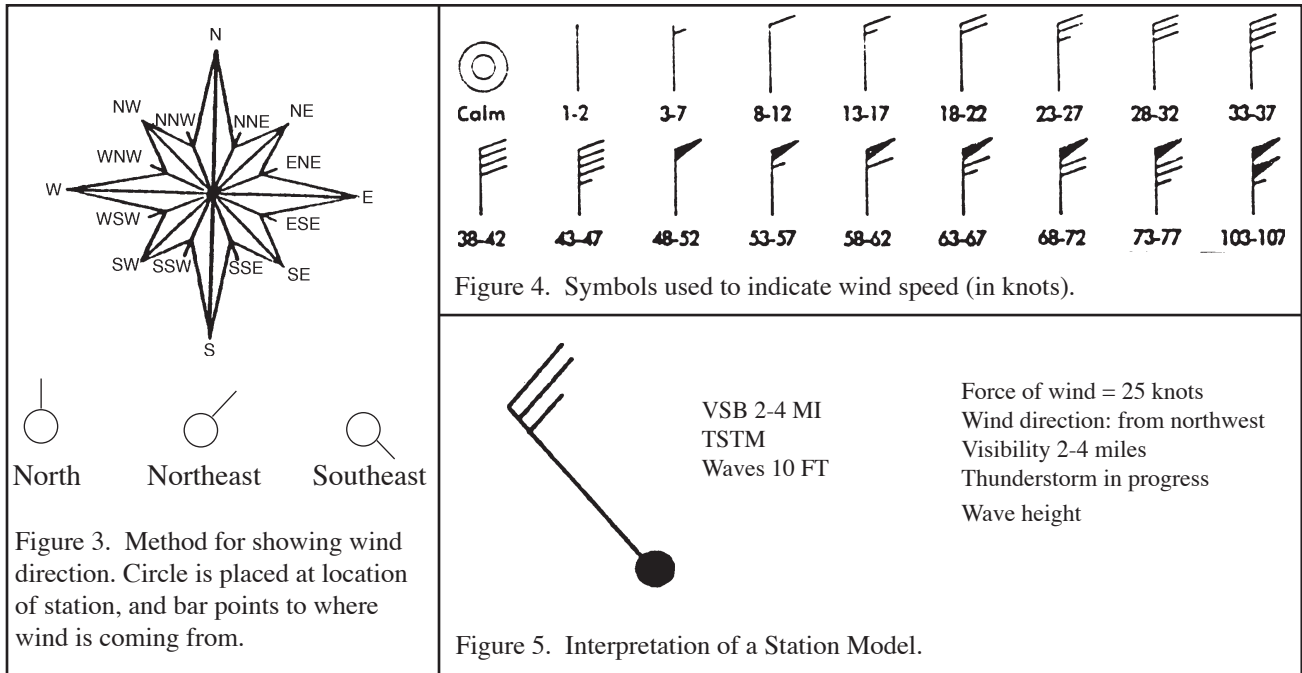 N
NW
NNW
NNE
NE
WNW
ENE
W
E
WSW
ESE
SW
SSW
SSE
SE
S
North
Northeast
Southeast
Figure 3. Method for showing wind
direction. Circle is placed at location
of station, and bar points to where
wind is coming from.
Calm
1-2
3-7
8-12
13-17
18-22
23-27
28-32
33-37
38-42
43-47
48-52
53-57
58-62
63-67
68-72
73-77
103-107
Figure 4. Symbols used to indicate wind speed (in knots).
VSB 2-4 MI
TSTM
Waves 10 FT
Force of wind = 25 knots
Wind direction: from northwest
Visibility 2-4 miles
Thunderstorm in progress
Wave height
Figure 5. Interpretation of a Station Model.